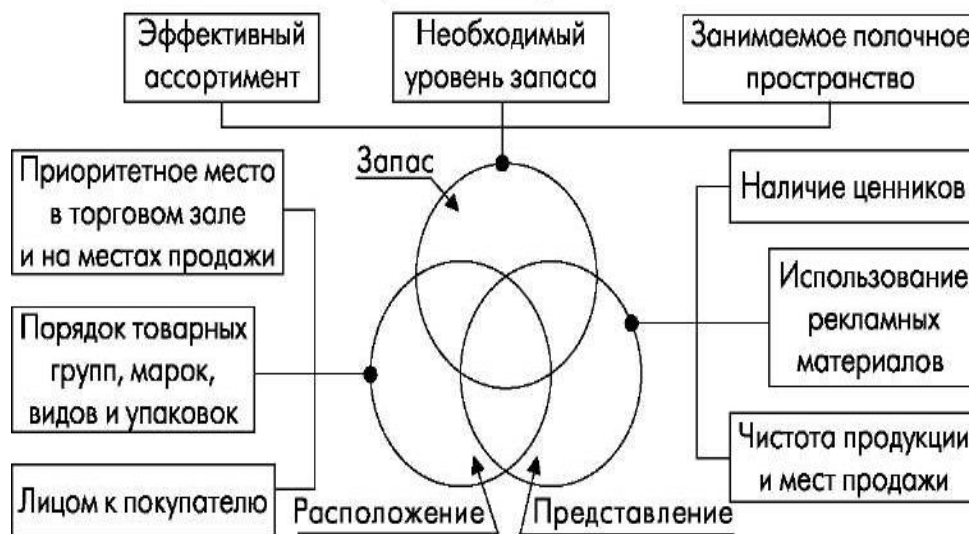 Эффективный
ассортимент
Необходимый
уровень запаса
Занимаемое полочное
пространство
Запас
Приоритетное место
в торговом зале
и на местах продажи
Порядок товарных
групп, марок,
видов и упаковок
Лицом к покупателю
Наличие ценников
Использование
рекламных
материалов
Чистота продукции
и мест продажи
Расположение
Представление